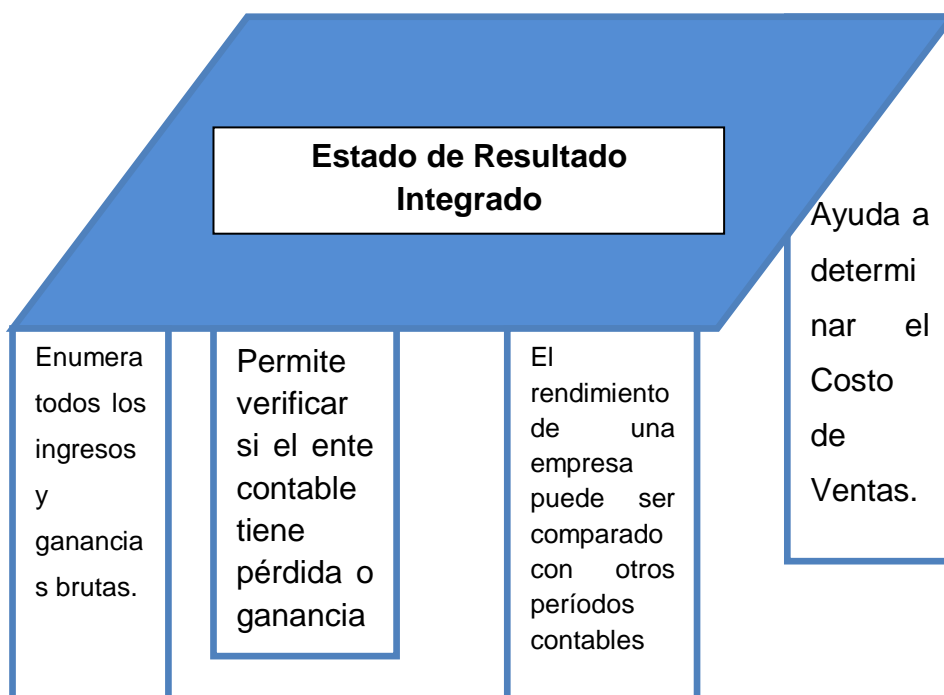 Estado de Resultado
Integrado
Enumera
todos los
ingresos
y
ganancia
s brutas.
Permite
verificar
si el ente
contable
tiene
pérdida o
ganancia
El
rendimiento
de una
empresa
puede ser
comparado
con otros
períodos
contables
Ayuda a
determi
nar el
Costo
de
Ventas.